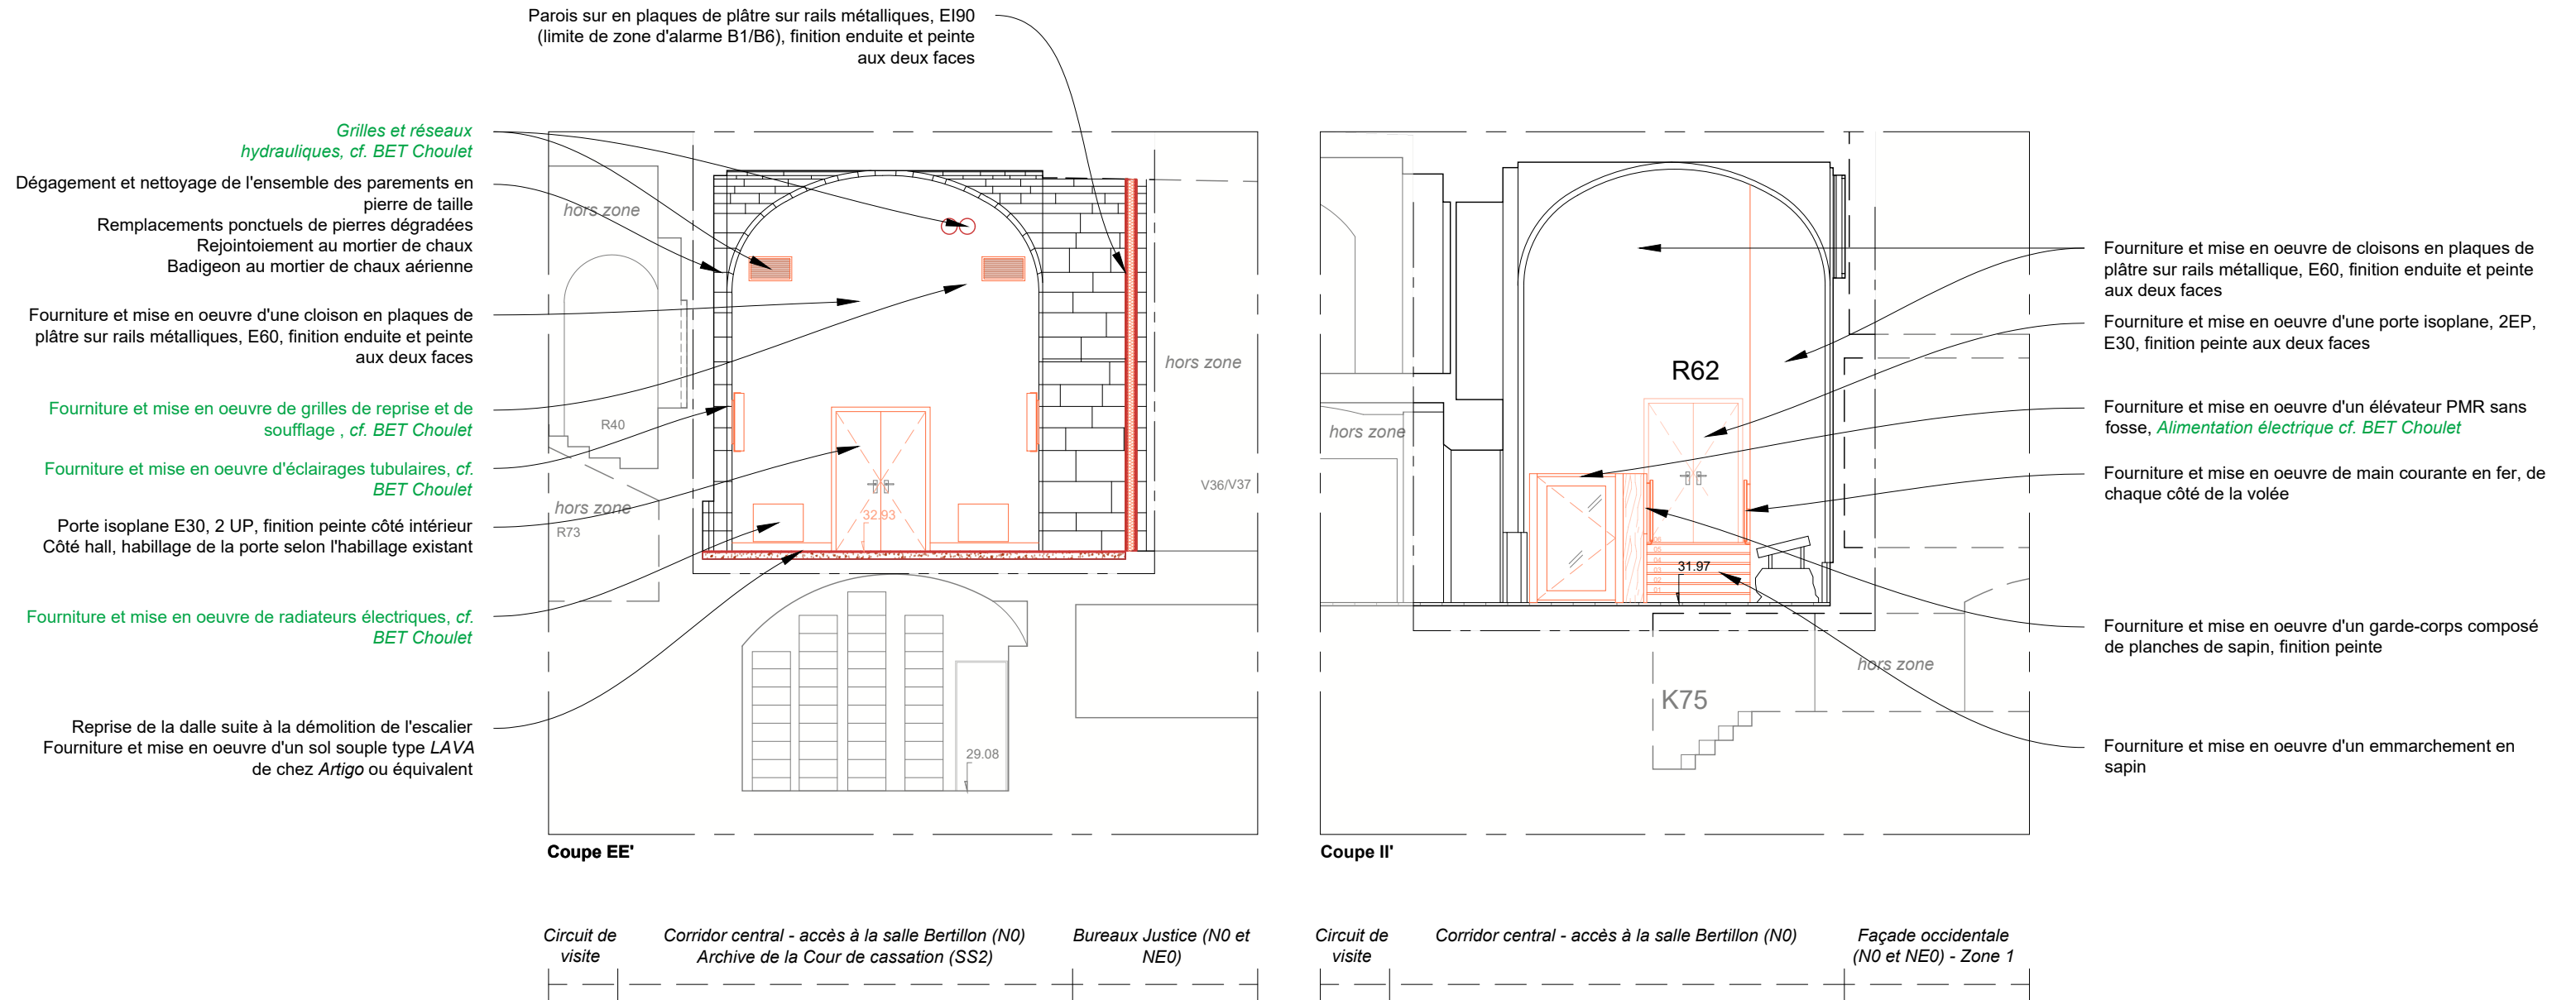 Parois sur en plaques de plâtre sur rails métalliques, EI90
(limite de zone d'alarme B1/B6), finition enduite et peinte
aux deux faces
Grilles et réseaux
hydrauliques, cf. BET Choulet
Dégagement et nettoyage de l'ensemble des parements en
pierre de taille
Remplacements ponctuels de pierres dégradées
Rejointoiement au mortier de chaux
Badigeon au mortier de chaux aérienne
Fourniture et mise en oeuvre d'une cloison en plaques de
plâtre sur rails métalliques, E60, finition enduite et peinte
aux deux faces
Fourniture et mise en oeuvre de grilles de reprise et de
soufflage , cf. BET Choulet
Fourniture et mise en oeuvre d'éclairages tubulaires, cf.
BET Choulet
Porte isoplane E30, 2 UP, finition peinte côté intérieur
Côté hall, habillage de la porte selon l'habillage existant
Fourniture et mise en oeuvre de radiateurs électriques, cf.
BET Choulet
Reprise de la dalle suite à la démolition de l'escalier
Fourniture et mise en oeuvre d'un sol souple type LAVA
de chez Artigo ou équivalent
hors zone
R40
hors zone
R73
32.93
29.08
hors zone
V36/V37
Coupe EE'
hors zone
R62
31.97
06
05
04
03
02
01
K75
hors zone
Coupe II'
Fourniture et mise en oeuvre de cloisons en plaques de
plâtre sur rails métallique, E60, finition enduite et peinte
aux deux faces
Fourniture et mise en oeuvre d'une porte isoplane, 2EP,
E30, finition peinte aux deux faces
Fourniture et mise en oeuvre d'un élévateur PMR sans
fosse, Alimentation électrique cf. BET Choulet
Fourniture et mise en oeuvre de main courante en fer, de
chaque côté de la volée
Fourniture et mise en oeuvre d'un garde-corps composé
de planches de sapin, finition peinte
Fourniture et mise en oeuvre d'un emmarchement en
sapin
Circuit de
visite
Corridor central - accès à la salle Bertillon (N0)
Archive de la Cour de cassation (SS2)
Bureaux Justice (N0 et
NE0)
Circuit de
visite
Corridor central - accès à la salle Bertillon (N0)
Façade occidentale
(N0 et NE0) - Zone 1